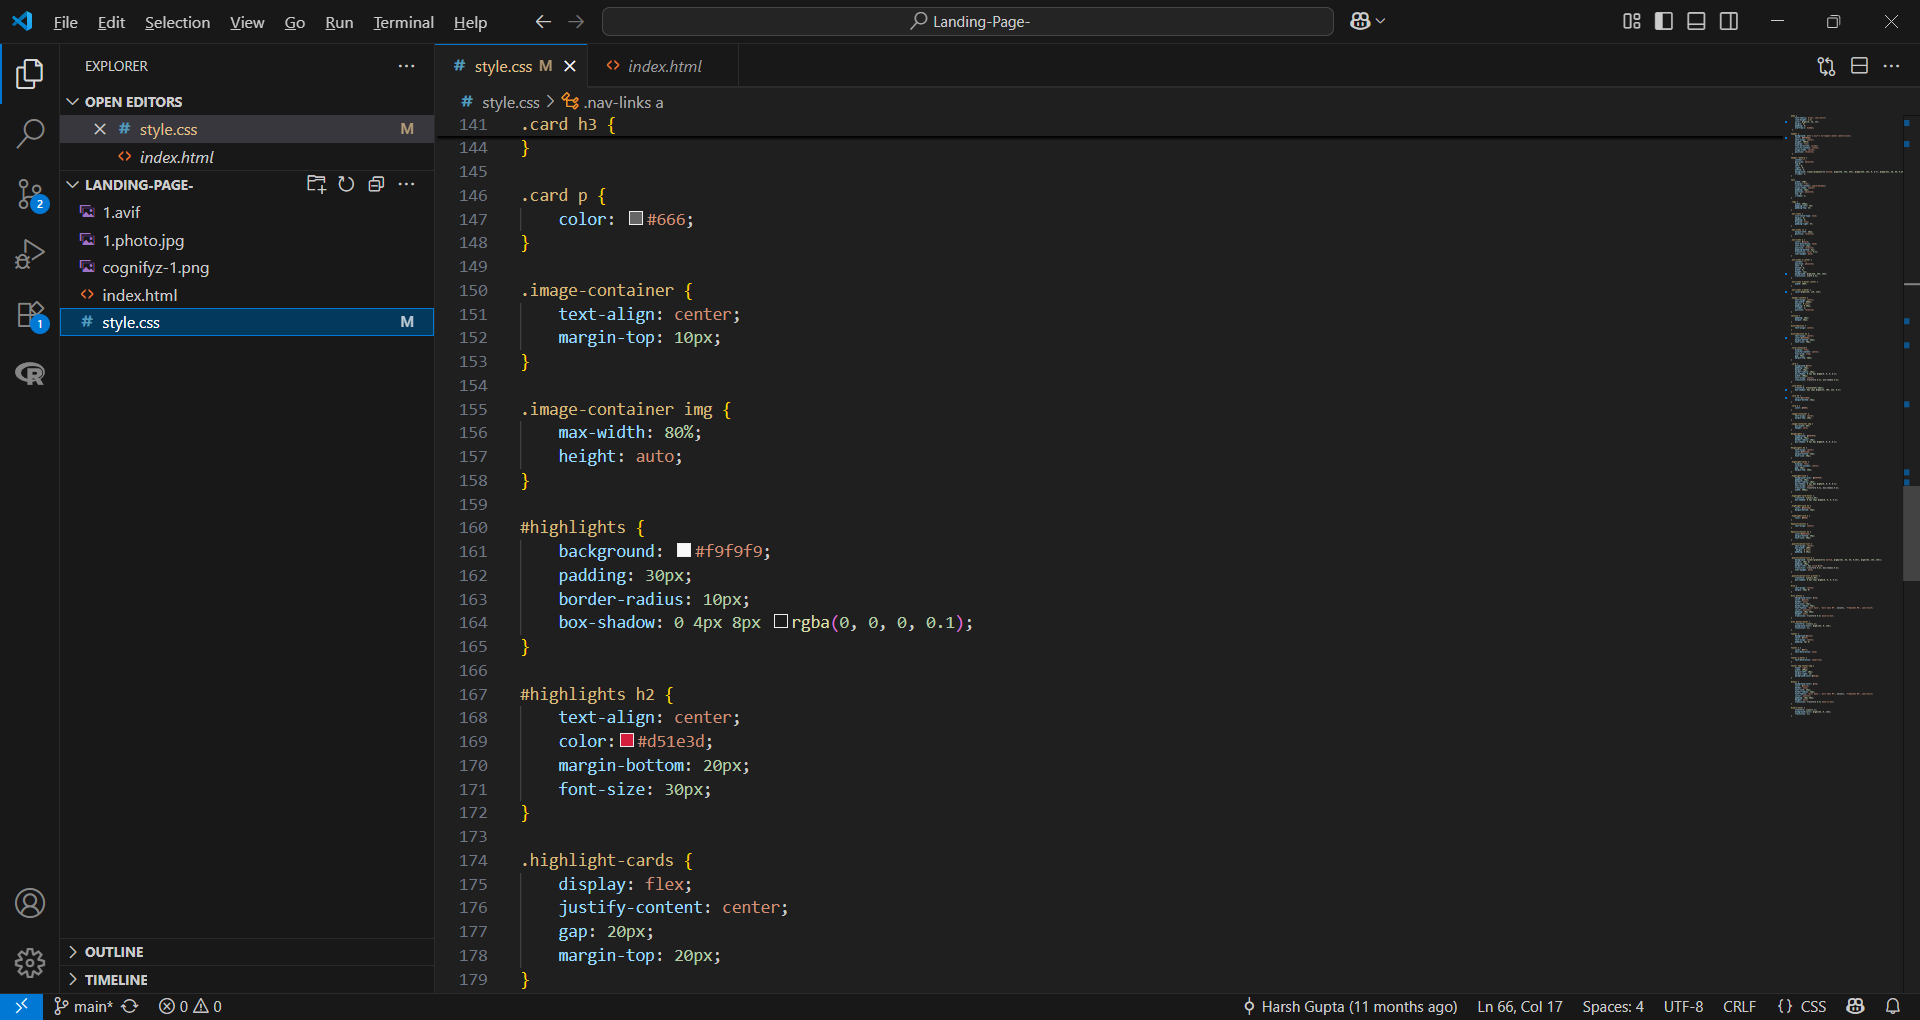 File Edit Selection View Go Run Terminal Help Landing-Page-
EXPLORER
OPEN EDITORS
style.css M
index.html
LANDING-PAGE-
1.avif
1.photo.jpg
cognifyz-1.png
index.html
style.css M
OUTLINE
TIMELINE
2
1
style.css M index.html
style.css > .nav-links a
141 .card h3 {
144 }
145
146 .card p {
147 color: #666;
148 }
149
150 .image-container {
151 text-align: center;
152 margin-top: 10px;
153 }
154
155 .image-container img {
156 max-width: 80%;
157 height: auto;
158 }
159
160 #highlights {
161 background: #f9f9f9;
162 padding: 30px;
163 border-radius: 10px;
164 box-shadow: 0 4px 8px rgba(0, 0, 0, 0.1);
165 }
166
167 #highlights h2 {
168 text-align: center;
169 color: #d51e3d;
170 margin-bottom: 20px;
171 font-size: 30px;
172 }
173
174 .highlight-cards {
175 display: flex;
176 justify-content: center;
177 gap: 20px;
178 margin-top: 20px;
179 }
main* 0 0 Harsh Gupta (11 months ago) Ln 66, Col 17 Spaces: 4 UTF-8 CRLF {} CSS